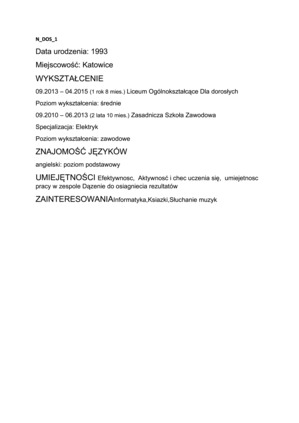 N_DOS_1
Data urodzenia: 1993
Miejscowość: Katowice
WYKSZTAŁCENIE
09.2013 – 04.2015 (1 rok 8 mies.) Liceum Ogólnokształcące Dla dorosłych
Poziom wykształcenia: średnie
09.2010 – 06.2013 (2 lata 10 mies.) Zasadnicza Szkoła Zawodowa
Specjalizacja: Elektryk
Poziom wykształcenia: zawodowe
ZNAJOMOŚĆ JĘZYKÓW
angielski: poziom podstawowy
UMIEJĘTNOŚCI Efektywnosc, Aktywność i chec uczenia się, umiejetnosc
pracy w zespole Dązenie do osiagniecia rezultatów
ZAINTERESOWANIAInformatyka,Ksiazki,Słuchanie muzyk